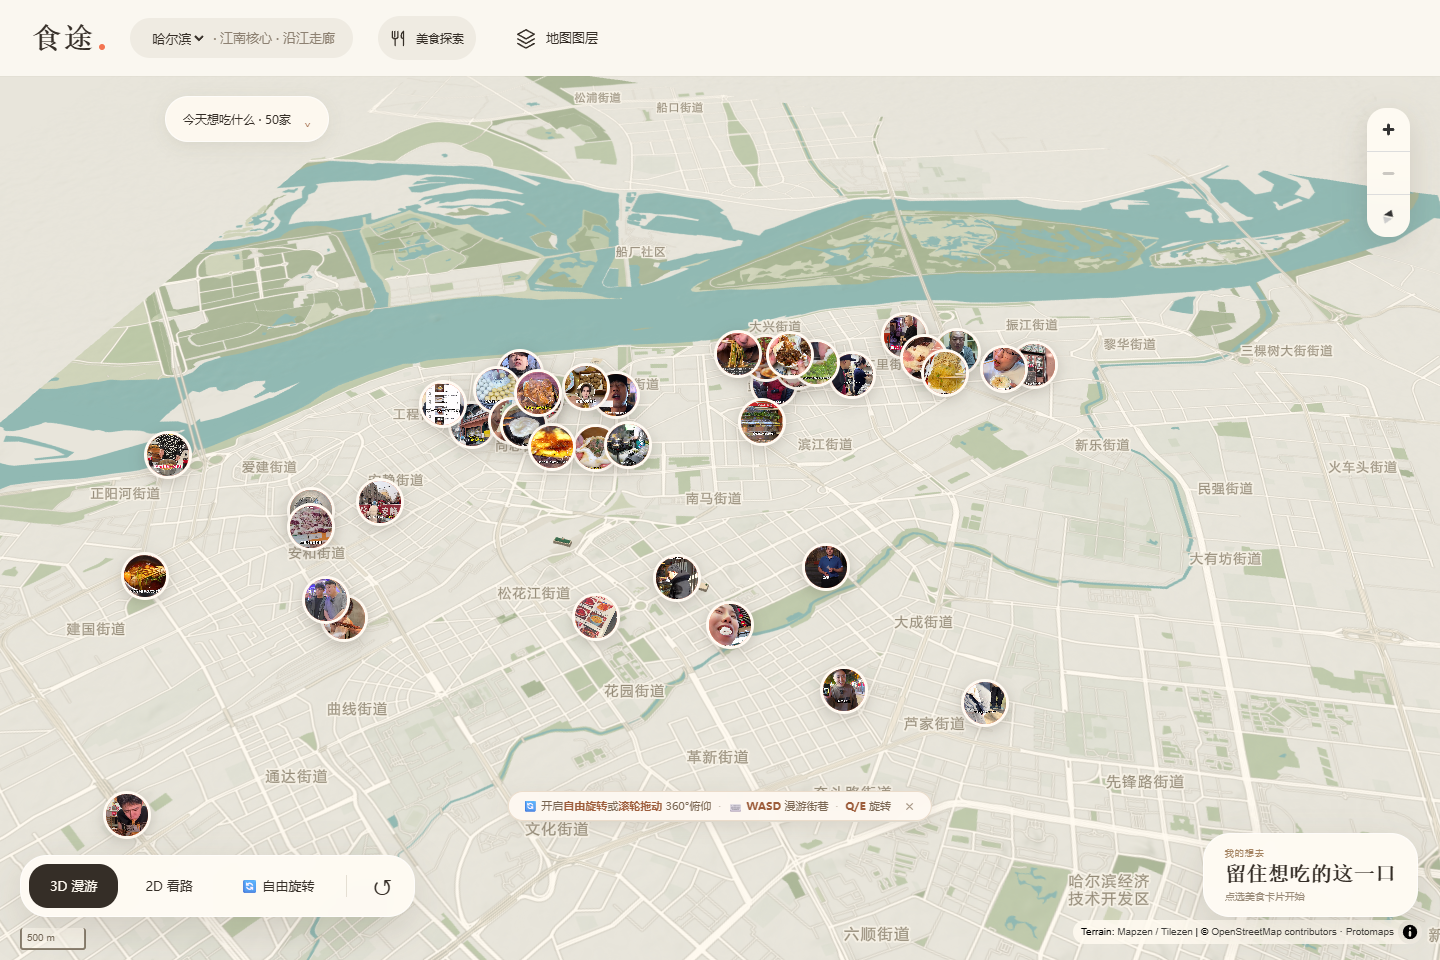 食途.
哈尔滨 · 江南核心 · 沿江走廊
美食探索
地图图层
今天想吃什么 · 50家
松浦街道
船口街道
船厂社区
大兴街道
振江街道
黎华街道
三棵树大街街道
工程
街道
滨江街道
新乐街道
火车头街道
爱建街道
正阳河街道
南马街道
民强街道
安和街道
大有坊街道
松花江街道
大成街道
建国街道
花园街道
曲线街道
芦家街道
革新街道
通达街道
先锋路街道
开启自由旋转或滚轮拖动 360°俯仰 · WASD 漫游街巷 · Q/E 旋转 ×
文化街道
我的想去
留住想吃的这一口
点选美食卡片开始
3D 漫游
2D 看路
自由旋转
哈尔滨经济
技术开发区
500 m
六顺街道
Terrain: Mapzen / Tilezen | © OpenStreetMap contributors · Protomaps
新